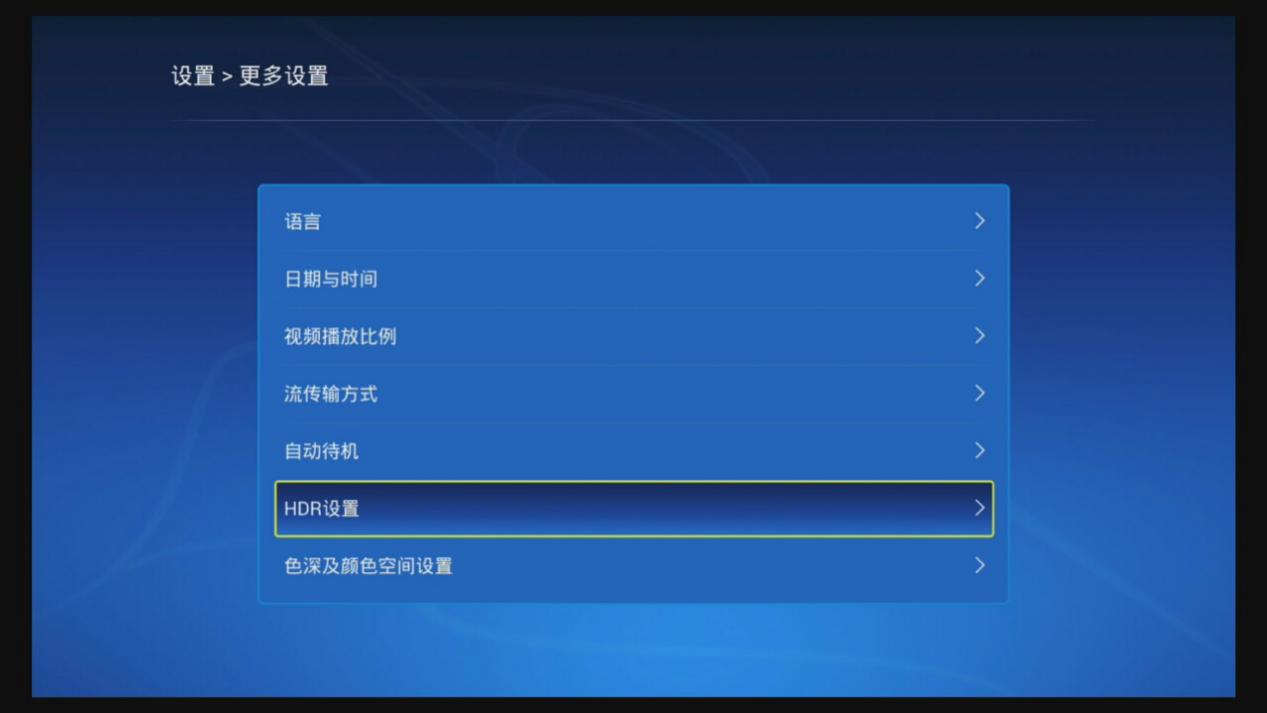 设置 > 更多设置
语言
日期与时间
视频播放比例
流传输方式
自动待机
HDR设置
色深及颜色空间设置